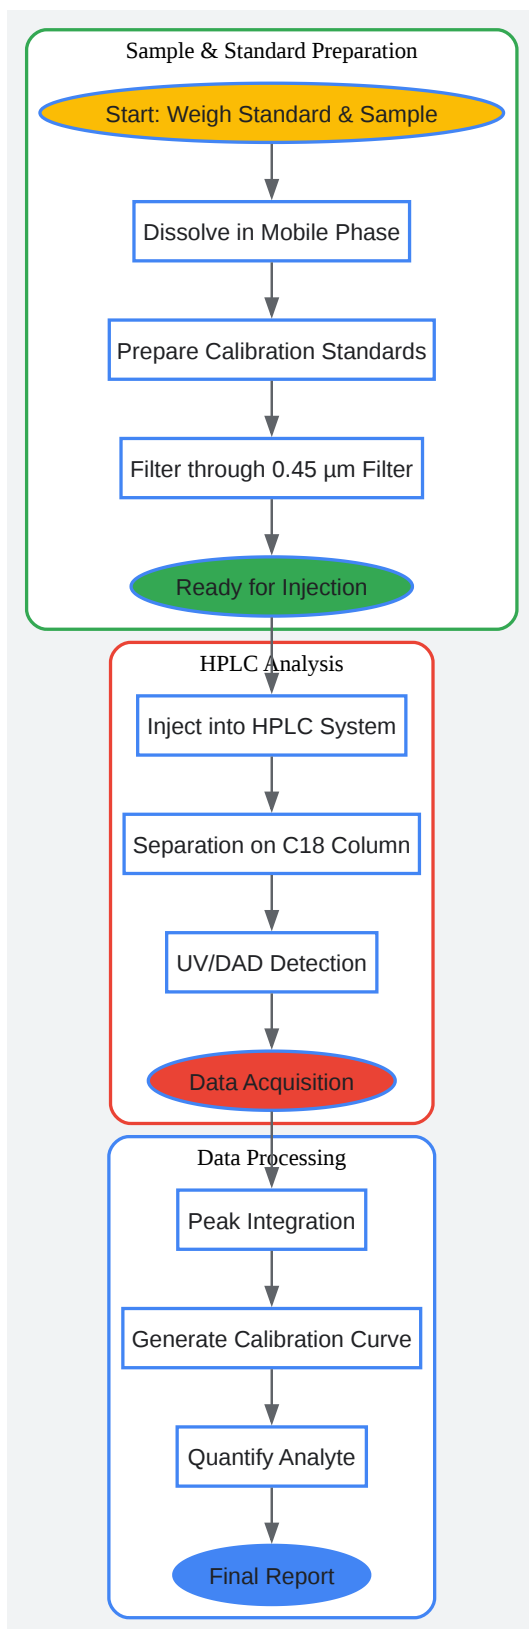 Sample & Standard Preparation
Start: Weigh Standard & Sample
Dissolve in Mobile Phase
Prepare Calibration Standards
Filter through 0.45 µm Filter
Ready for Injection
HPLC Analysis
Inject into HPLC System
Separation on C18 Column
UV/DAD Detection
Data Acquisition
Data Processing
Peak Integration
Generate Calibration Curve
Quantify Analyte
Final Report